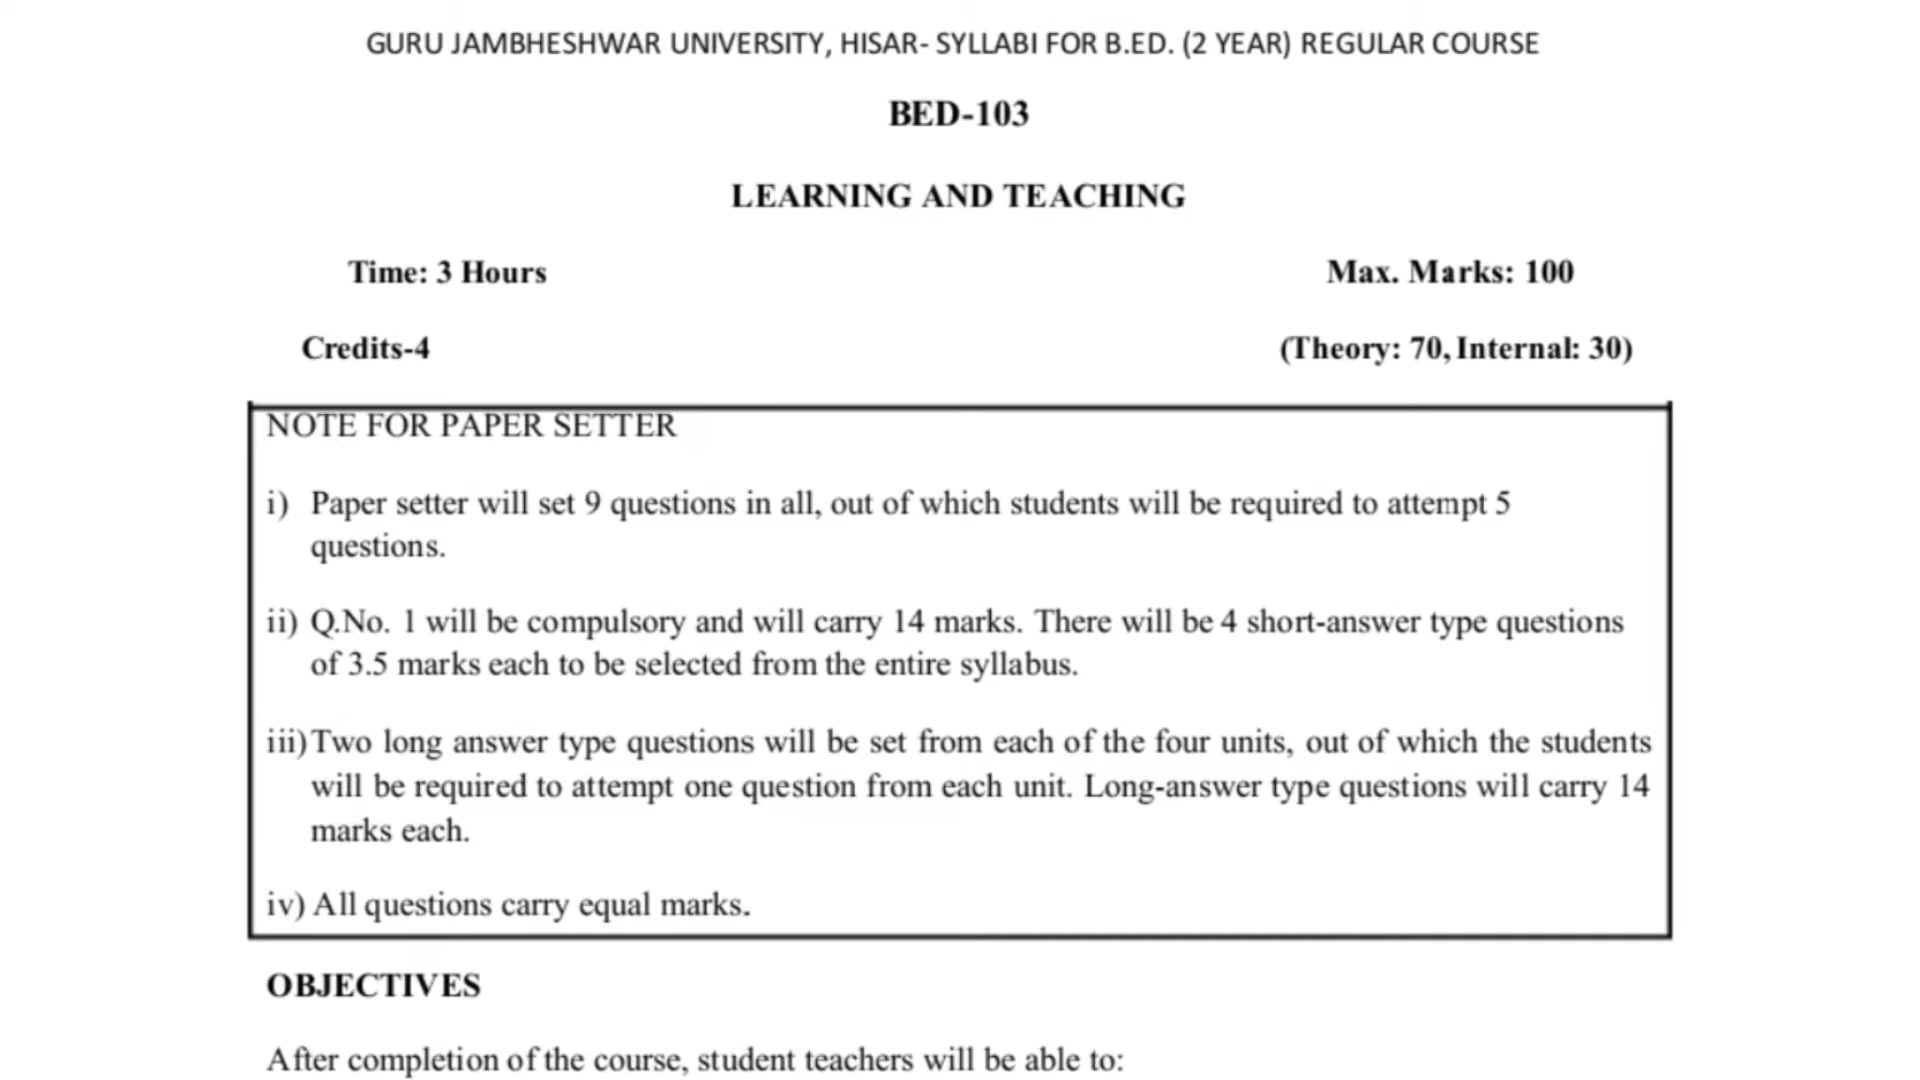 GURU JAMBHESHWAR UNIVERSITY, HISAR- SYLLABI FOR B.ED. (2 YEAR) REGULAR COURSE
BED-103
LEARNING AND TEACHING
Time: 3 Hours Max. Marks: 100
Credits-4 (Theory: 70, Internal: 30)
NOTE FOR PAPER SETTER
i) Paper setter will set 9 questions in all, out of which students will be required to attempt 5
questions.
ii) Q.No. 1 will be compulsory and will carry 14 marks. There will be 4 short-answer type questions
of 3.5 marks each to be selected from the entire syllabus.
iii) Two long answer type questions will be set from each of the four units, out of which the students
will be required to attempt one question from each unit. Long-answer type questions will carry 14
marks each.
iv) All questions carry equal marks.
OBJECTIVES
After completion of the course, student teachers will be able to: